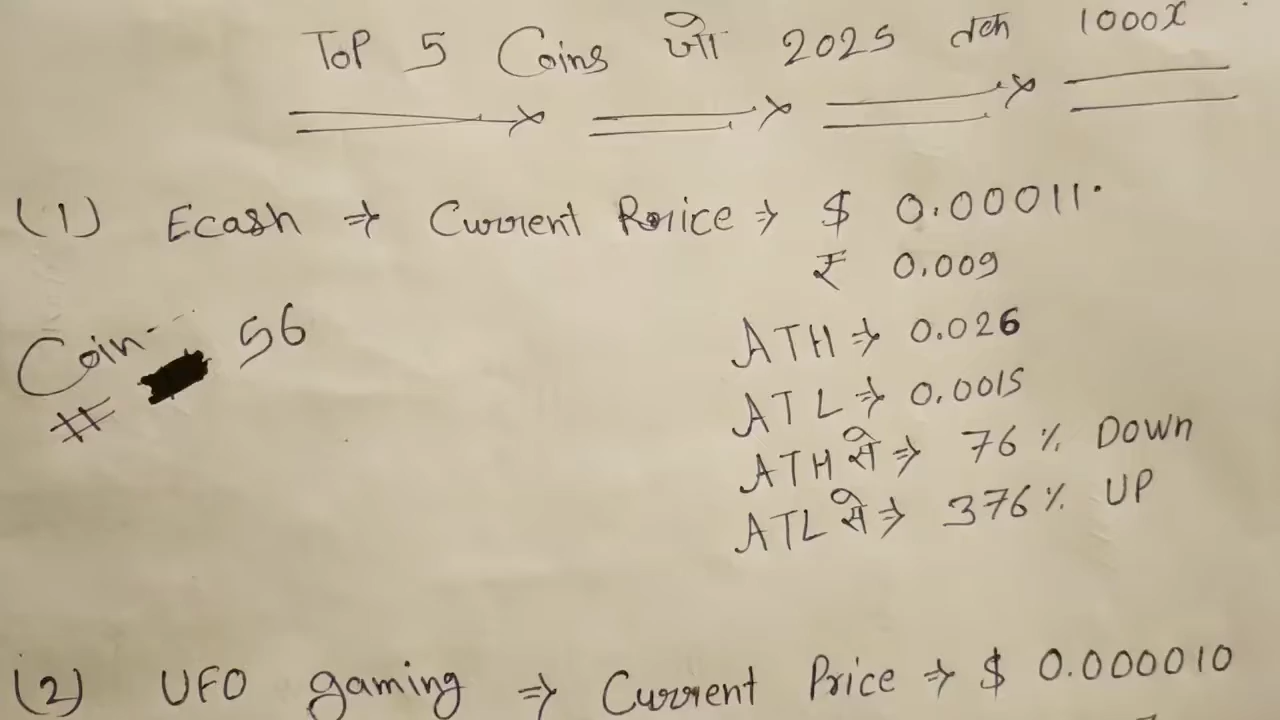 ToP 5 Coins जो 2025 तक 1000X
(1) Ecash ⇒ Current Price ⇒ $ 0.00011.
₹ 0.009
Coin 56
#
ATH ⇒ 0.026
ATL ⇒ 0.0015
ATH से ⇒ 76 % DOWN
ATL से ⇒ 376 % UP
(2) UFO gaming ⇒ Current Price ⇒ $ 0.000010